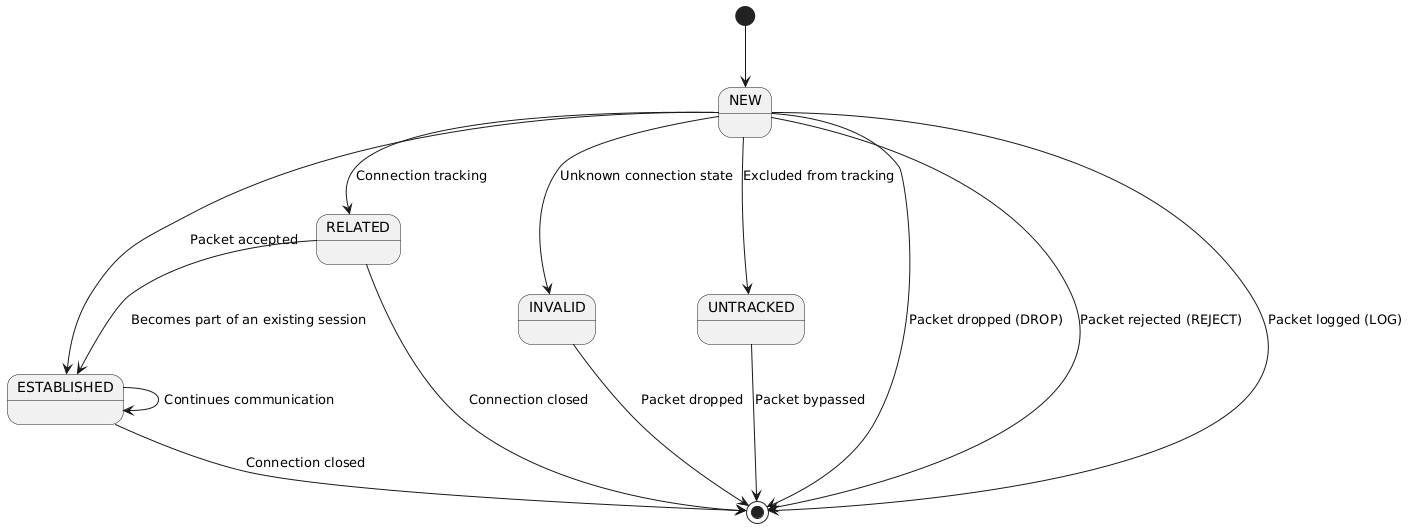 NEW
Connection tracking
Unknown connection state
Excluded from tracking
RELATED
Packet accepted
INVALID
UNTRACKED
Becomes part of an existing session
Packet dropped (DROP)
Packet rejected (REJECT)
Packet logged (LOG)
ESTABLISHED
Continues communication
Connection closed
Packet dropped
Packet bypassed
Connection closed